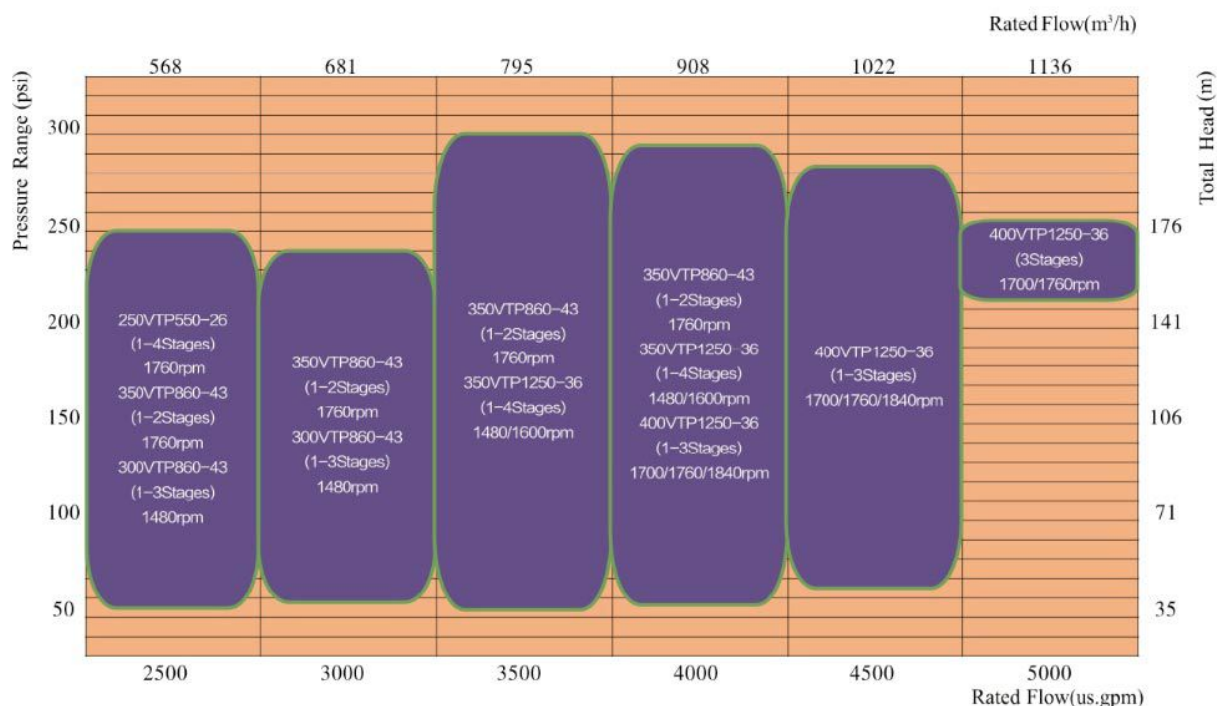 Rated Flow(m³/h)
568 681 795 908 1022 1136
Pressure Range (psi)
Total Head (m)
300
250
200
150
100
50
250VTP550-26
(1-4Stages)
1760rpm
350VTP860-43
(1-2Stages)
1760rpm
300VTP860-43
(1-3Stages)
1480rpm
350VTP860-43
(1-2Stages)
1760rpm
300VTP860-43
(1-3Stages)
1480rpm
350VTP860-43
(1-2Stages)
1760rpm
350VTP1250-36
(1-4Stages)
1480/1600rpm
350VTP860-43
(1-2Stages)
1760rpm
350VTP1250-36
(1-4Stages)
1480/1600rpm
400VTP1250-36
(1-3Stages)
1700/1760/1840rpm
400VTP1250-36
(1-3Stages)
1700/1760/1840rpm
400VTP1250-36
(3Stages)
1700/1760rpm
176
141
106
71
35
2500 3000 3500 4000 4500 5000
Rated Flow(us.gpm)